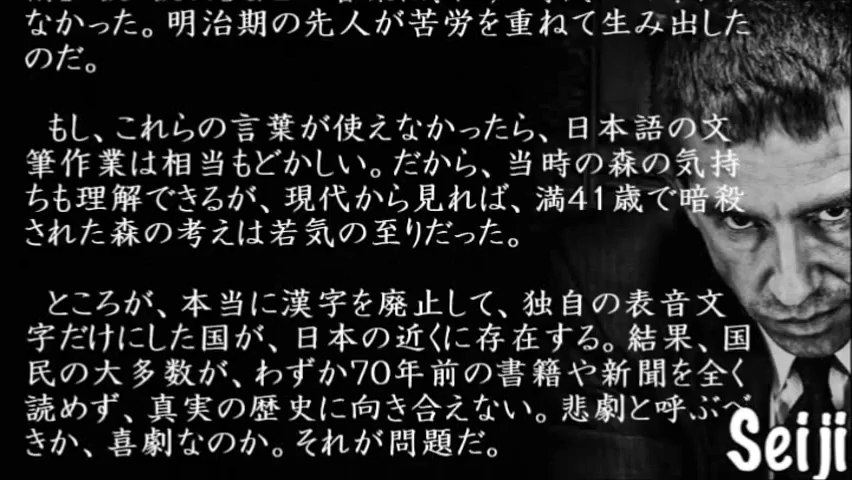 なかった。明治期の先人が苦労を重ねて生み出した
のだ。
もし、これらの言葉が使えなかったら、日本語の文
筆作業は相当もどかしい。だから、当時の森の気持
ちも理解できるが、現代から見れば、満41歳で暗殺
された森の考えは若気の至りだった。
ところが、本当に漢字を廃止して、独自の表音文
字だけにした国が、日本の近くに存在する。結果、国
民の大多数が、わずか70年前の書籍や新聞を全く
読めず、真実の歴史に向き合えない。悲劇と呼ぶべ
きか、喜劇なのか。それが問題だ。
Seiji